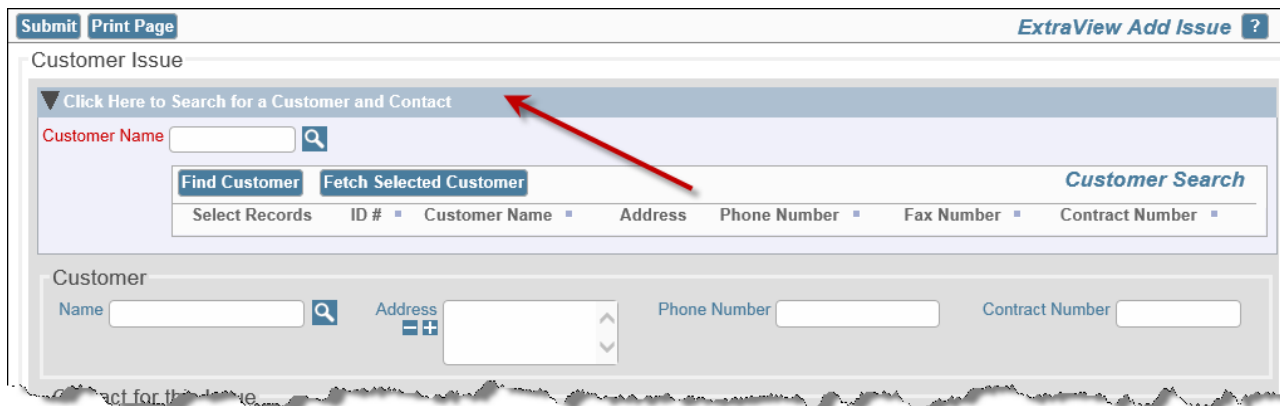 Submit Print Page ExtraView Add Issue ?
Customer Issue
Click Here to Search for a Customer and Contact
Customer Name
Find Customer Fetch Selected Customer Customer Search
Select Records ID # Customer Name Address Phone Number Fax Number Contract Number
Customer
Name Address Phone Number Contract Number
for